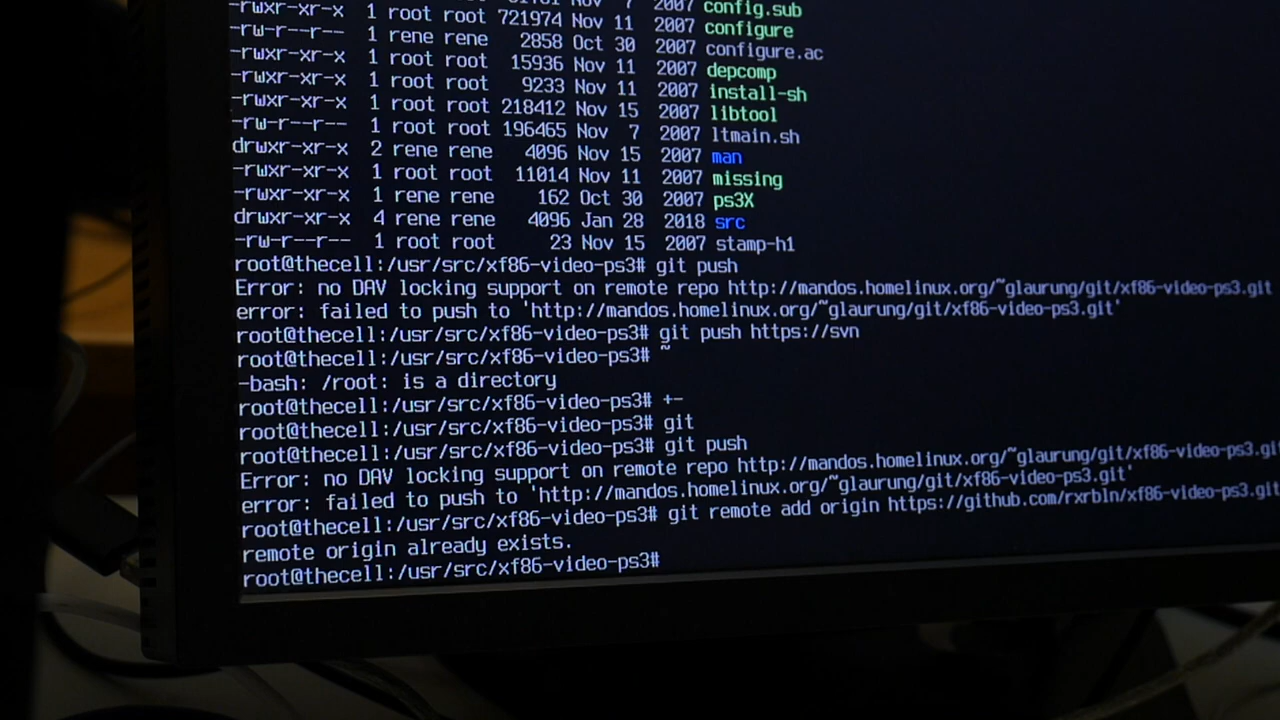 2007 config.sub
-rwxr-xr-x 1 root root 721974 Nov 11 2007 configure
-rw-r--r-- 1 rene rene 2858 Oct 30 2007 configure.ac
-rwxr-xr-x 1 root root 15936 Nov 11 2007 depcomp
-rwxr-xr-x 1 root root 9233 Nov 11 2007 install-sh
-rwxr-xr-x 1 root root 218412 Nov 15 2007 libtool
-rw-r--r-- 1 root root 196465 Nov 7 2007 ltmain.sh
drwxr-xr-x 2 rene rene 4096 Nov 15 2007 man
-rwxr-xr-x 1 root root 11014 Nov 11 2007 missing
-rwxr-xr-x 1 rene rene 162 Oct 30 2007 ps3X
drwxr-xr-x 4 rene rene 4096 Jan 28 2018 src
-rw-r--r-- 1 root root 23 Nov 15 2007 stamp-h1
root@thecell:/usr/src/xf86-video-ps3# git push
Error: no DAV locking support on remote repo http://mandos.homelinux.org/~glaurung/git/xf86-video-ps3.git
error: failed to push to 'http://mandos.homelinux.org/~glaurung/git/xf86-video-ps3.git'
root@thecell:/usr/src/xf86-video-ps3# git push https://svn
root@thecell:/usr/src/xf86-video-ps3# ~
-bash: /root: is a directory
root@thecell:/usr/src/xf86-video-ps3# +-
root@thecell:/usr/src/xf86-video-ps3# git
root@thecell:/usr/src/xf86-video-ps3# git push
Error: no DAV locking support on remote repo http://mandos.homelinux.org/~glaurung/git/xf86-video-ps3.gi
error: failed to push to 'http://mandos.homelinux.org/~glaurung/git/xf86-video-ps3.git'
root@thecell:/usr/src/xf86-video-ps3# git remote add origin https://github.com/rxrbln/xf86-video-ps3.git
remote origin already exists.
root@thecell:/usr/src/xf86-video-ps3#